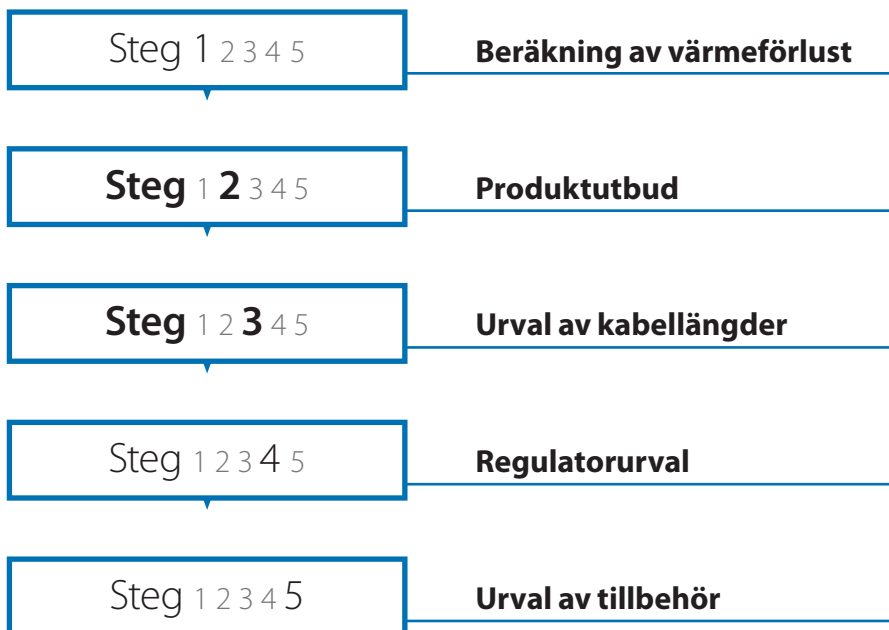 Steg 1 2 3 4 5
Beräkning av värmeförlust
Steg 1 2 3 4 5
Produktutbud
Steg 1 2 3 4 5
Urval av kabellängder
Steg 1 2 3 4 5
Regulatorurval
Steg 1 2 3 4 5
Urval av tillbehör